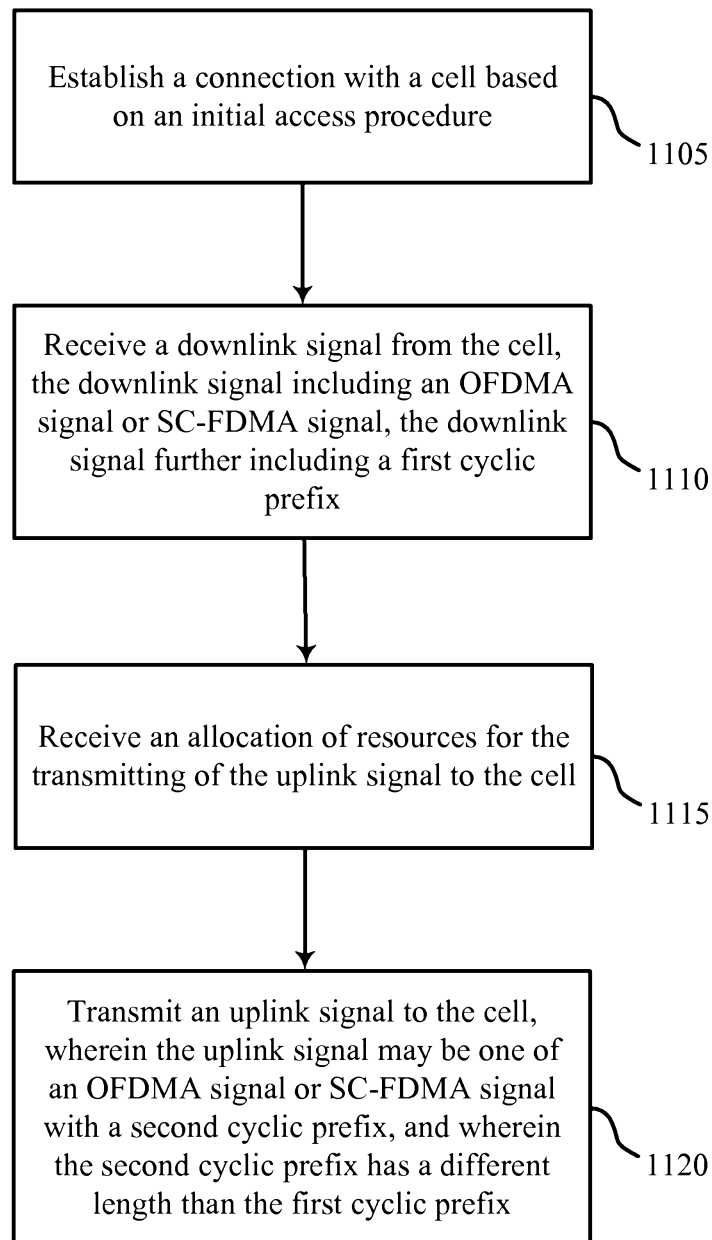 Establish a connection with a cell based
on an initial access procedure
1105
Receive a downlink signal from the cell,
the downlink signal including an OFDMA
signal or SC-FDMA signal, the downlink
signal further including a first cyclic
prefix
1110
Receive an allocation of resources for the
transmitting of the uplink signal to the cell
1115
Transmit an uplink signal to the cell,
wherein the uplink signal may be one of
an OFDMA signal or SC-FDMA signal
with a second cyclic prefix, and wherein
the second cyclic prefix has a different
length than the first cyclic prefix
1120